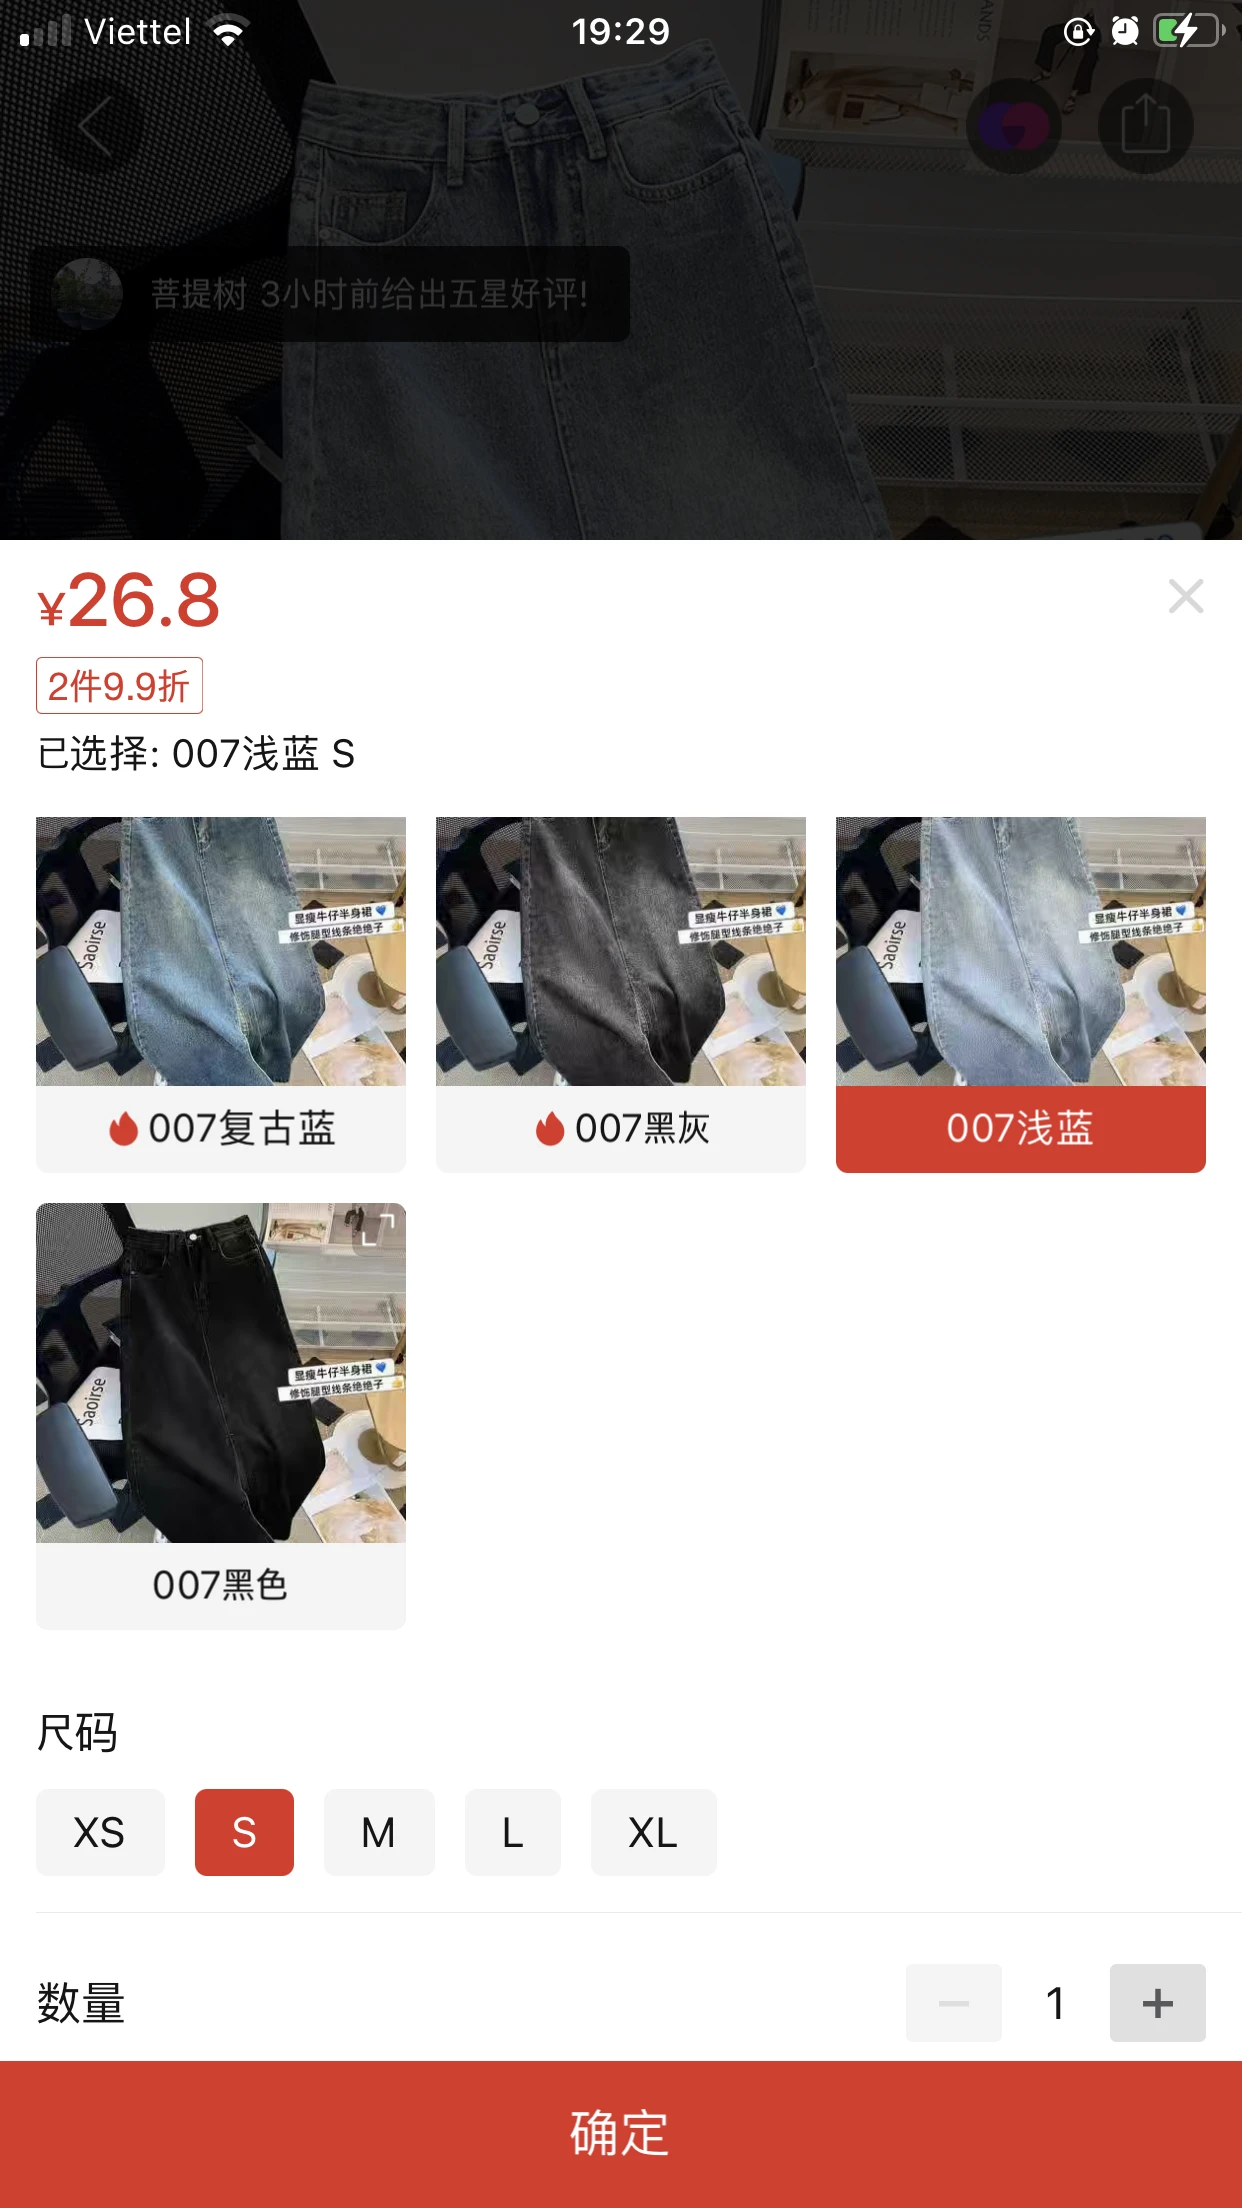 Viettel
19:29
ANDS
菩提树 3小时前给出五星好评!
¥26.8
2件9.9折
已选择: 007浅蓝 S
显瘦牛仔半身裙
修饰腿型线条绝绝子
Saoirse
007复古蓝
显瘦牛仔半身裙
修饰腿型线条绝绝子
Saoirse
007黑灰
显瘦牛仔半身裙
修饰腿型线条绝绝子
Saoirse
007浅蓝
显瘦牛仔半身裙
修饰腿型线条绝绝子
Saoirse
007黑色
尺码
XS
S
M
L
XL
数量
1
确定